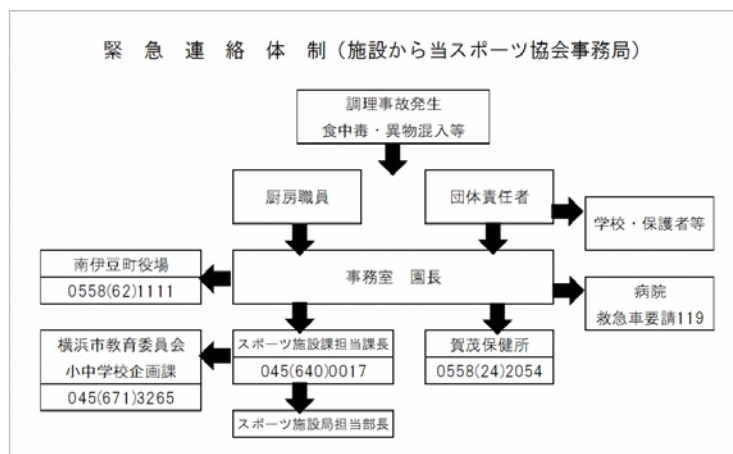 緊急連絡体制(施設から当スポーツ協会事務局)
調理事故発生
食中毒・異物混入等
厨房職員
団体責任者
学校・保護者等
南伊豆町役場
0558(62)1111
事務室 園長
病院
救急車要請119
横浜市教育委員会
小中学校企画課
045(671)3265
スポーツ施設課担当課長
045(640)0017
賀茂保健所
0558(24)2054
スポーツ施設局担当部長